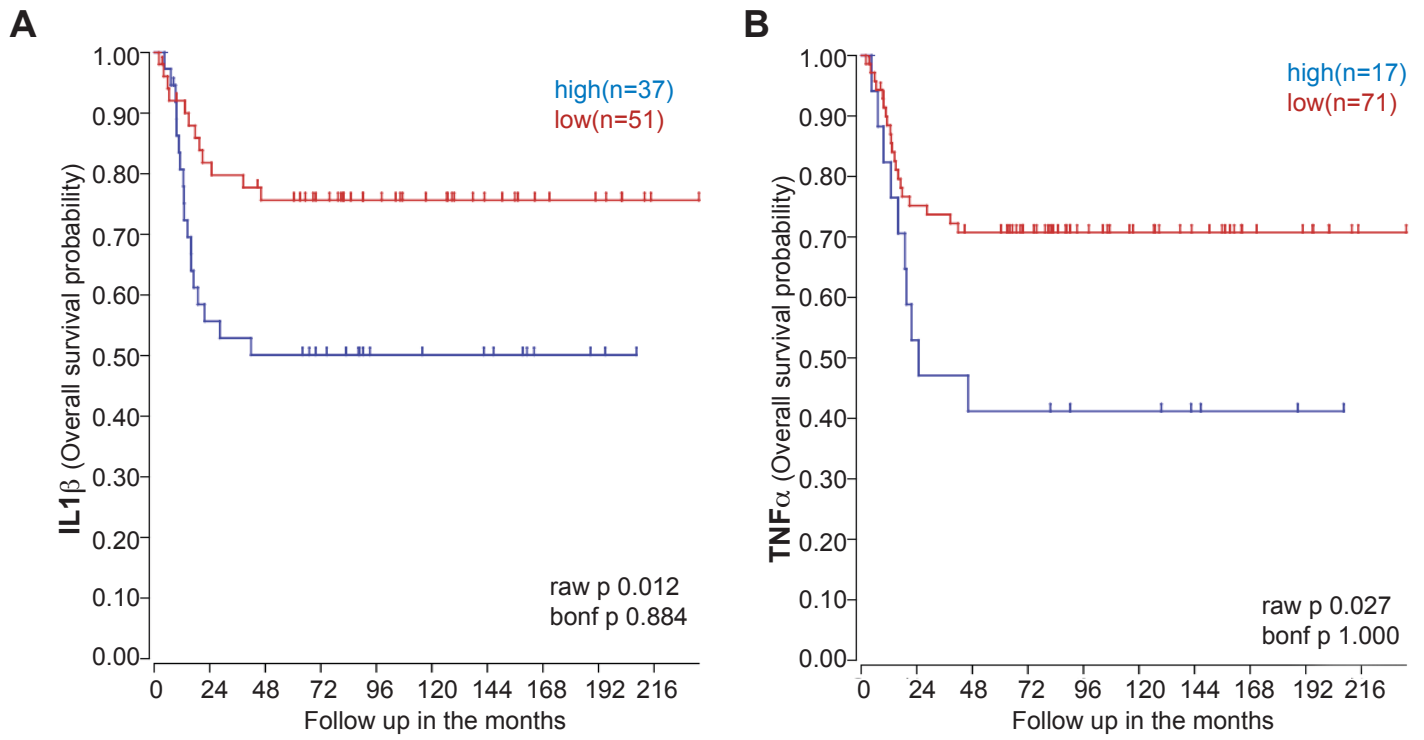 A
IL1β (Overall survival probability)
1.00
0.90
0.80
0.70
0.60
0.50
0.40
0.30
0.20
0.10
0.00
high(n=37)
low(n=51)
raw p 0.012
bonf p 0.884
0 24 48 72 96 120 144 168 192 216
Follow up in the months
B
TNFα (Overall survival probability)
1.00
0.90
0.80
0.70
0.60
0.50
0.40
0.30
0.20
0.10
0.00
high(n=17)
low(n=71)
raw p 0.027
bonf p 1.000
0 24 48 72 96 120 144 168 192 216
Follow up in the months